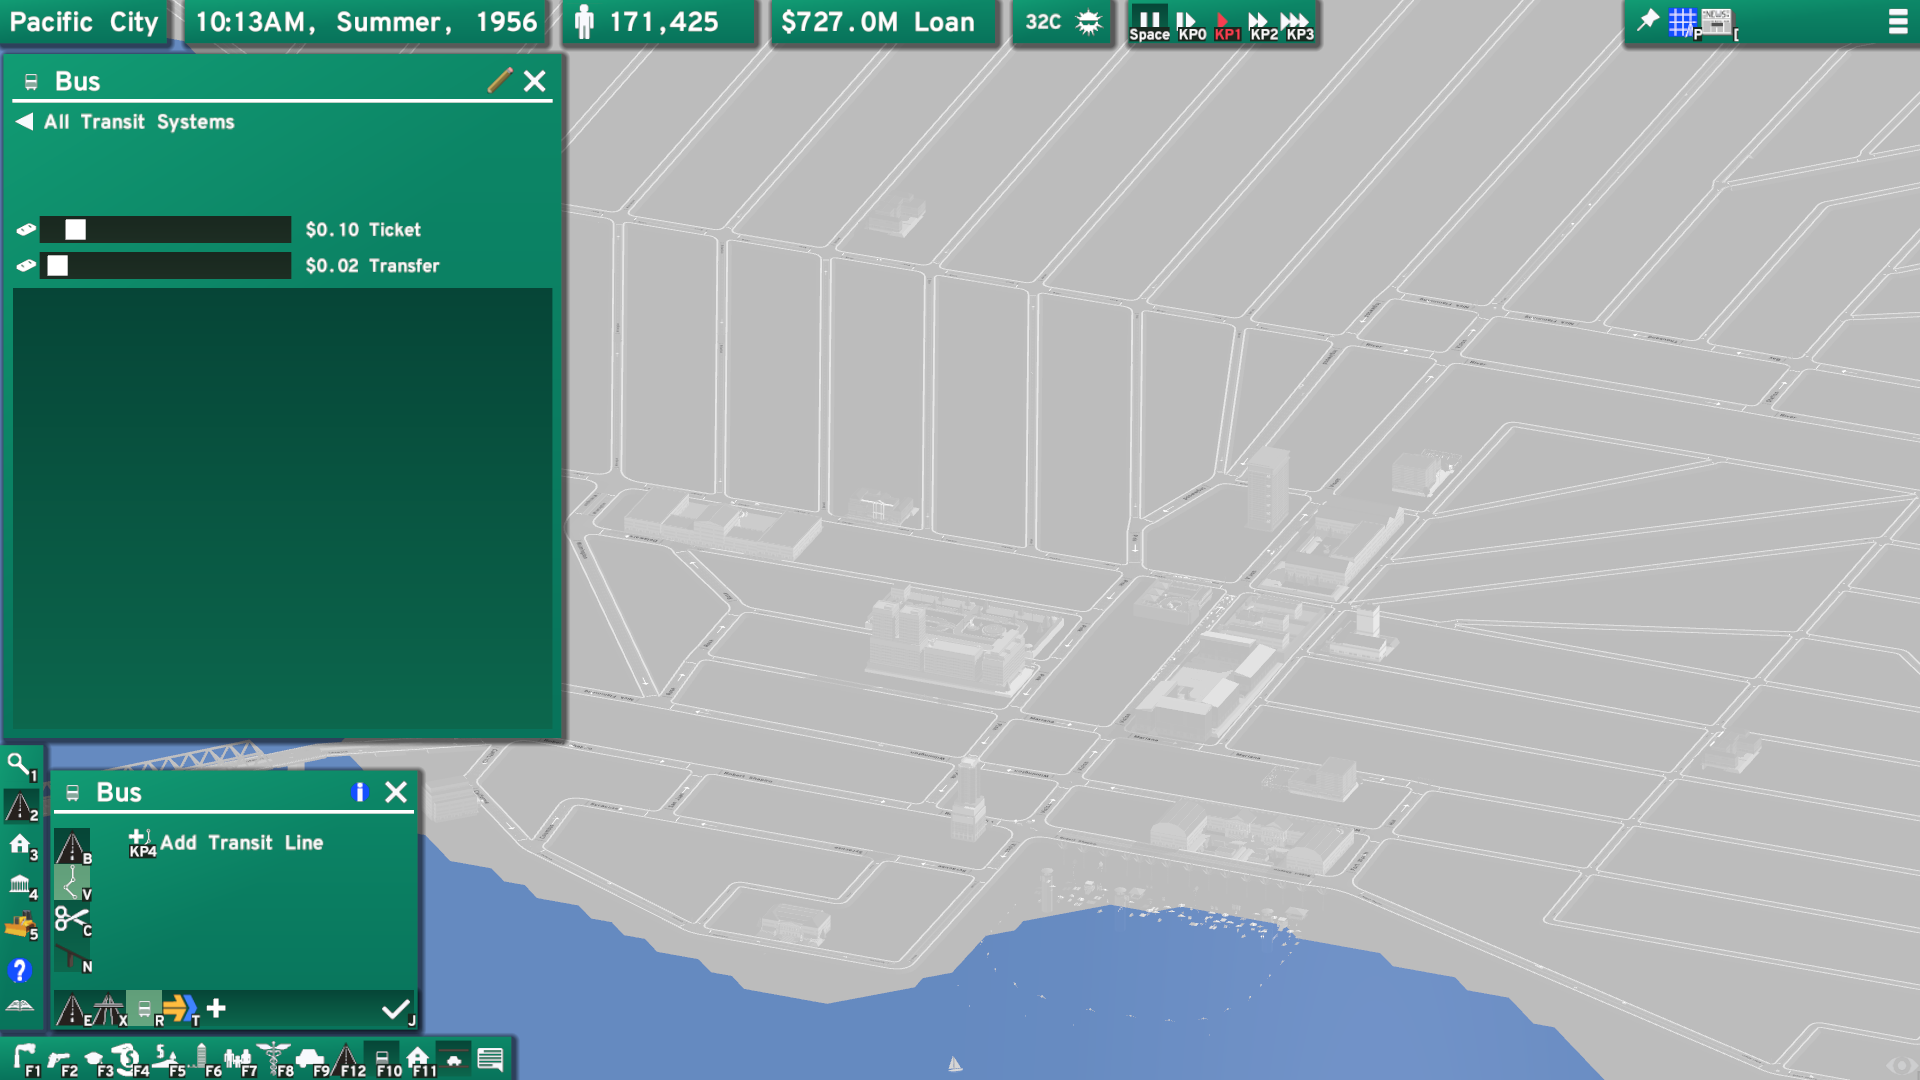 Pacific City
10:13AM, Summer, 1956
171,425
$727.0M Loan
32C
Space
KP0
KP1
KP2
KP3
P
NEWS
[
Bus
All Transit Systems
$0.10 Ticket
$0.02 Transfer
1
2
3
4
5
?
Bus
i
KP4
Add Transit Line
B
V
C
N
E
X
R
T
J
F1
F2
F3
F4
5
F5
F6
F7
F8
F9
F12
F10
F11